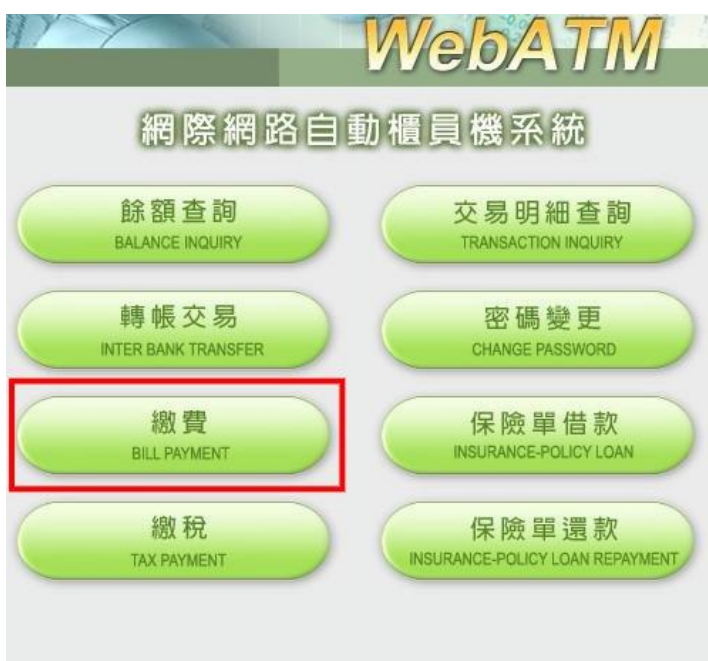 WebATM
網際網路自動櫃員機系統
餘額查詢
BALANCE INQUIRY
交易明細查詢
TRANSACTION INQUIRY
轉帳交易
INTER BANK TRANSFER
密碼變更
CHANGE PASSWORD
繳費
BILL PAYMENT
保險單借款
INSURANCE-POLICY LOAN
繳稅
TAX PAYMENT
保險單還款
INSURANCE-POLICY LOAN REPAYMENT